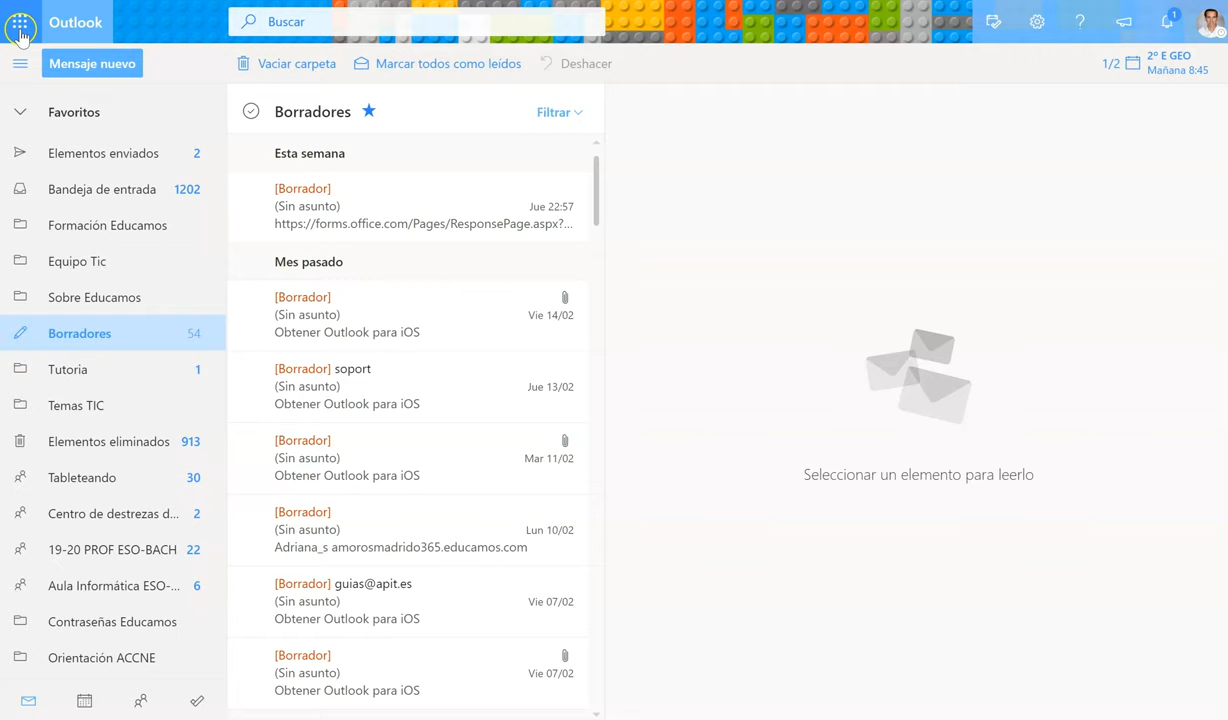 Outlook
Buscar
1
Mensaje nuevo
Vaciar carpeta
Marcar todos como leídos
Deshacer
1/2
2º E GEO
Mañana 8:45
Favoritos
Elementos enviados 2
Bandeja de entrada 1202
Formación Educamos
Equipo Tic
Sobre Educamos
Borradores 54
Tutoria 1
Temas TIC
Elementos eliminados 913
Tableteando 30
Centro de destrezas d... 2
19-20 PROF ESO-BACH 22
Aula Informática ESO-... 6
Contraseñas Educamos
Orientación ACCNE
Borradores
Filtrar
Esta semana
[Borrador]
(Sin asunto) Jue 22:57
https://forms.office.com/Pages/ResponsePage.aspx?...
Mes pasado
[Borrador]
(Sin asunto) Vie 14/02
Obtener Outlook para iOS
[Borrador] soport
(Sin asunto) Jue 13/02
Obtener Outlook para iOS
[Borrador]
(Sin asunto) Mar 11/02
Obtener Outlook para iOS
[Borrador]
(Sin asunto) Lun 10/02
Adriana_s amorosmadrido365.educamos.com
[Borrador] guias@apit.es
(Sin asunto) Vie 07/02
Obtener Outlook para iOS
[Borrador]
(Sin asunto) Vie 07/02
Obtener Outlook para iOS
Seleccionar un elemento para leerlo